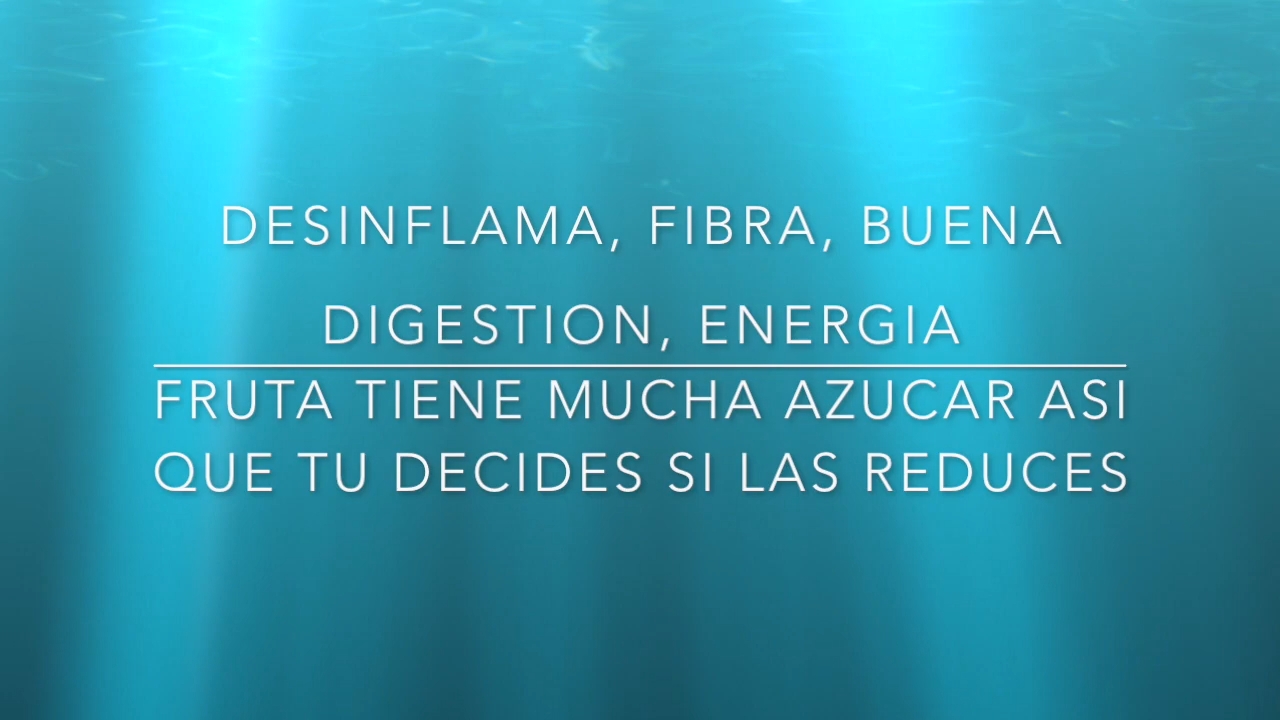 DESINFLAMA, FIBRA, BUENA
DIGESTION, ENERGIA
FRUTA TIENE MUCHA AZUCAR ASI
QUE TU DECIDES SI LAS REDUCES